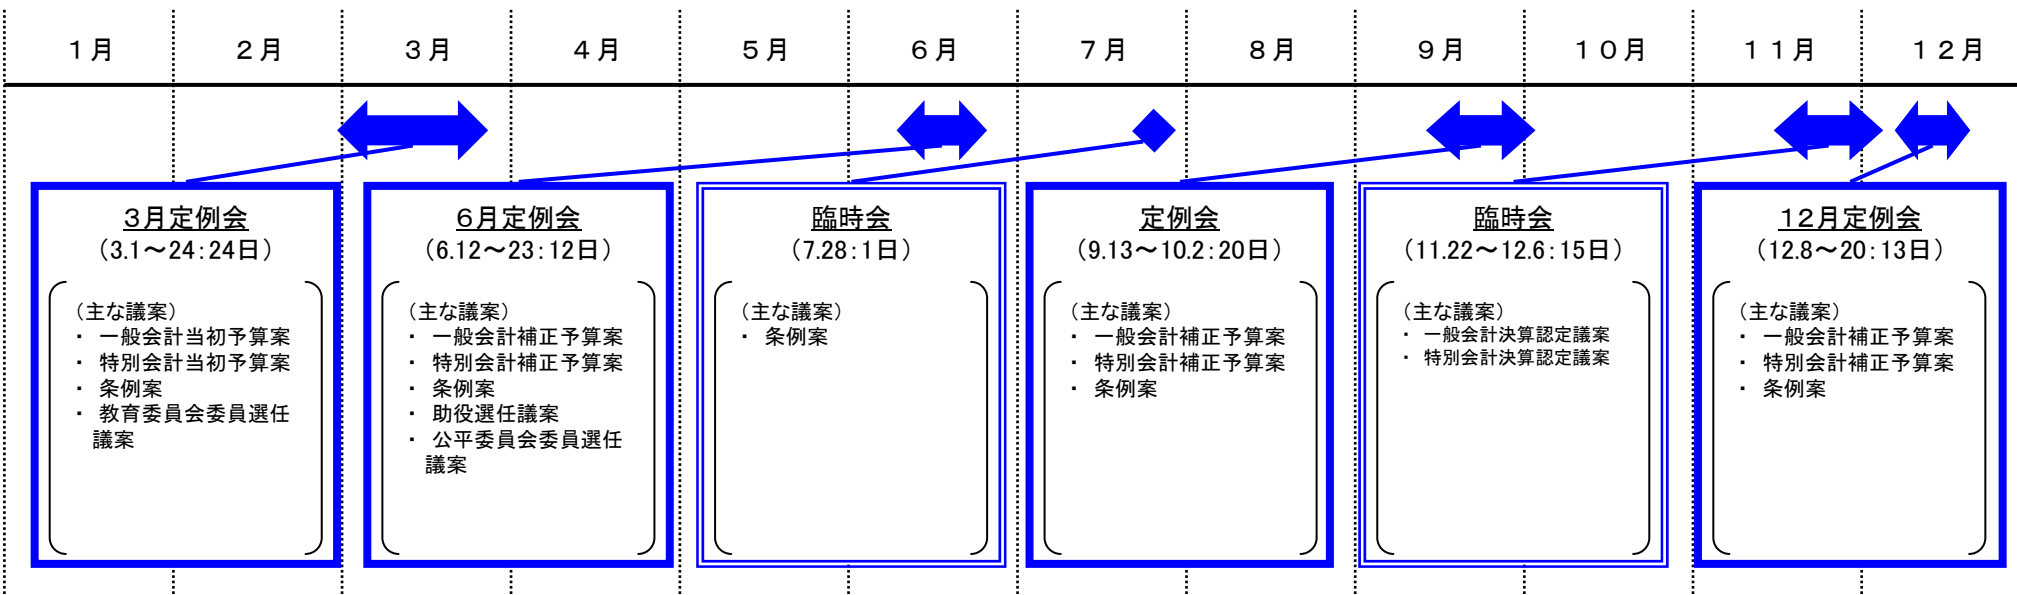 １月 ２月 ３月 ４月 ５月 ６月 ７月 ８月 ９月 １０月 １１月 １２月
３月定例会
（3.1～24：24日）
（主な議案）
・ 一般会計当初予算案
・ 特別会計当初予算案
・ 条例案
・ 教育委員会委員選任
議案
６月定例会
（6.12～23：12日）
（主な議案）
・ 一般会計補正予算案
・ 特別会計補正予算案
・ 条例案
・ 助役選任議案
・ 公平委員会委員選任
議案
臨時会
（7.28：1日）
（主な議案）
・ 条例案
定例会
（9.13～10.2：20日）
（主な議案）
・ 一般会計補正予算案
・ 特別会計補正予算案
・ 条例案
臨時会
（11.22～12.6：15日）
（主な議案）
・ 一般会計決算認定議案
・ 特別会計決算認定議案
１２月定例会
（12.8～20：13日）
（主な議案）
・ 一般会計補正予算案
・ 特別会計補正予算案
・ 条例案